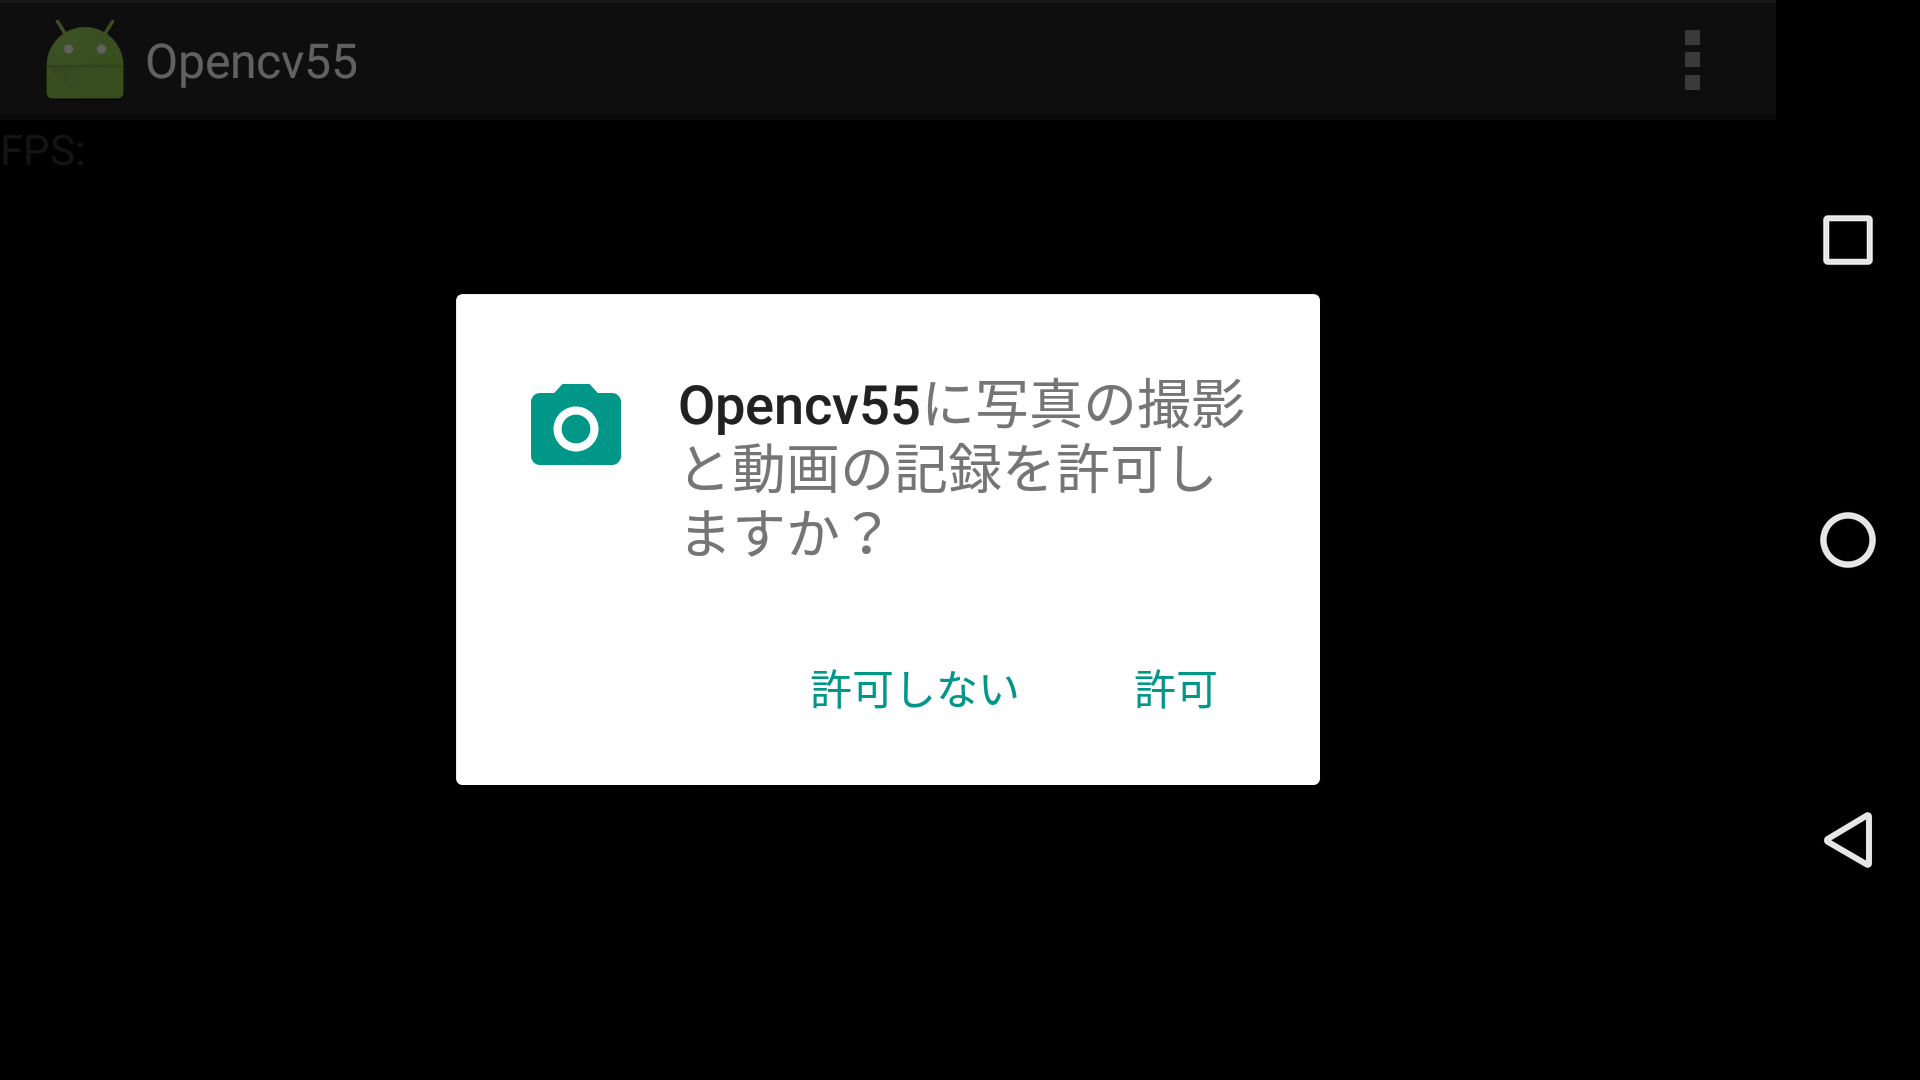 Opencv55
FPS:
Opencv55に写真の撮影
と動画の記録を許可し
ますか？
許可しない 許可